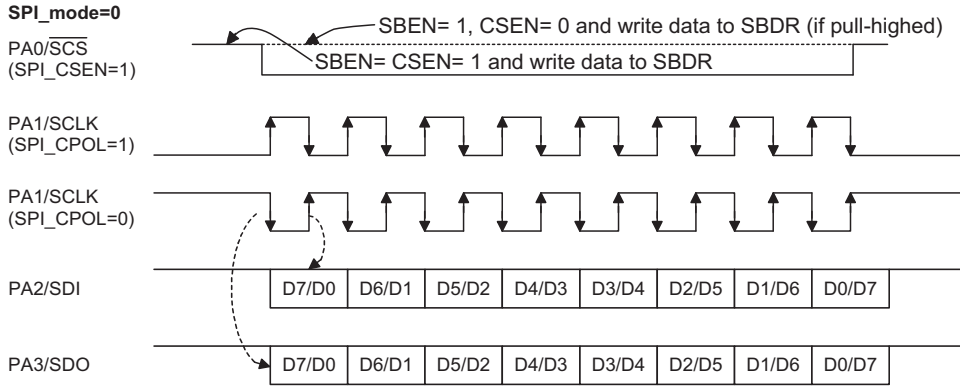 SPI_mode=0
SBEN= 1, CSEN= 0 and write data to SBDR (if pull-highed)
PA0/SCS
(SPI_CSEN=1)
SBEN= CSEN= 1 and write data to SBDR
PA1/SCLK
(SPI_CPOL=1)
PA1/SCLK
(SPI_CPOL=0)
PA2/SDI D7/D0 D6/D1 D5/D2 D4/D3 D3/D4 D2/D5 D1/D6 D0/D7
PA3/SDO D7/D0 D6/D1 D5/D2 D4/D3 D3/D4 D2/D5 D1/D6 D0/D7